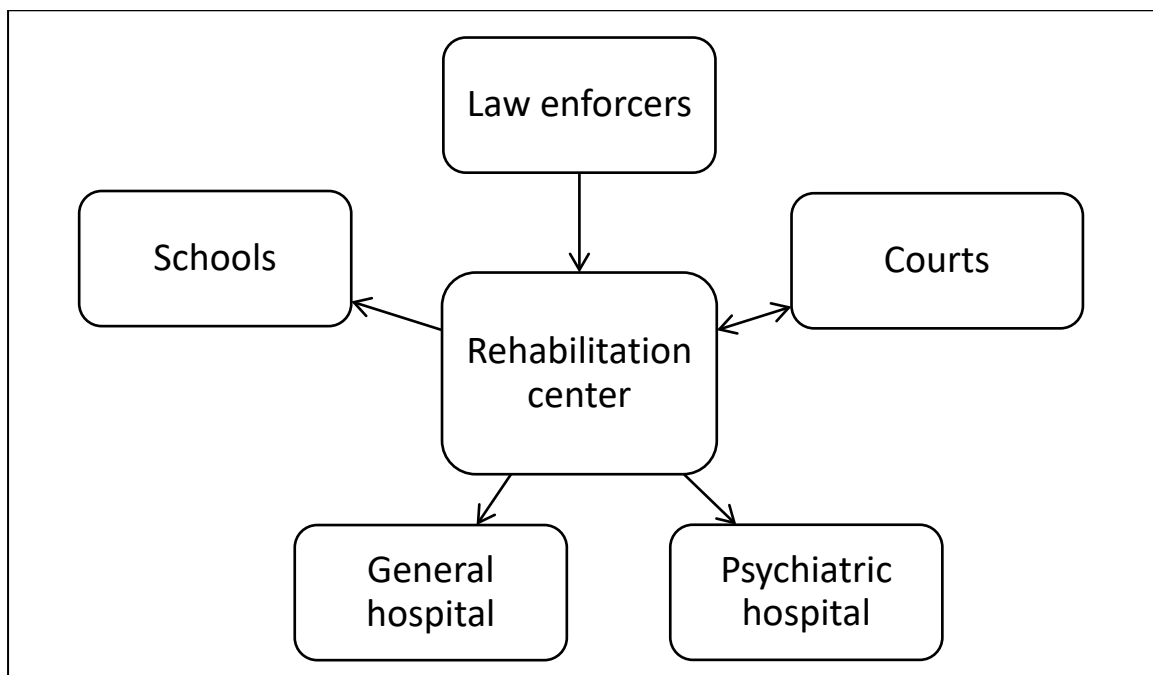 Law enforcers
Schools
Courts
Rehabilitation
center
General
hospital
Psychiatric
hospital